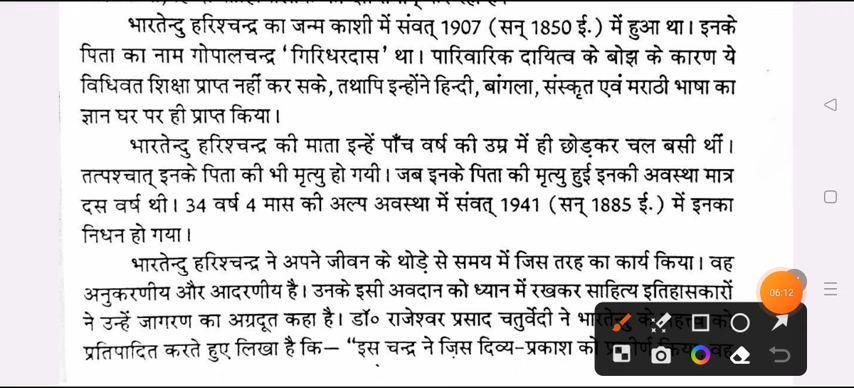 भारतेन्दु हरिश्चन्द्र का जन्म काशी में संवत् 1907 (सन् 1850 ई.) में हुआ था। इनके
पिता का नाम गोपालचन्द्र ‘गिरिधरदास’ था। पारिवारिक दायित्व के बोझ के कारण ये
विधिवत शिक्षा प्राप्त नहीं कर सके, तथापि इन्होंने हिन्दी, बांगला, संस्कृत एवं मराठी भाषा का
ज्ञान घर पर ही प्राप्त किया।
भारतेन्दु हरिश्चन्द्र की माता इन्हें पाँच वर्ष की उम्र में ही छोड़कर चल बसी थीं।
तत्पश्चात् इनके पिता की भी मृत्यु हो गयी। जब इनके पिता की मृत्यु हुई इनकी अवस्था मात्र
दस वर्ष थी। 34 वर्ष 4 मास की अल्प अवस्था में संवत् 1941 (सन् 1885 ई.) में इनका
निधन हो गया।
भारतेन्दु हरिश्चन्द्र ने अपने जीवन के थोड़े से समय में जिस तरह का कार्य किया। वह
अनुकरणीय और आदरणीय है। उनके इसी अवदान को ध्यान में रखकर साहित्य इतिहासकारों
06:12
ने उन्हें जागरण का अग्रदूत कहा है। डॉ० राजेश्वर प्रसाद चतुर्वेदी ने
प्रतिपादित करते हुए लिखा है कि– “इस चन्द्र ने जिस दिव्य-प्रकाश को